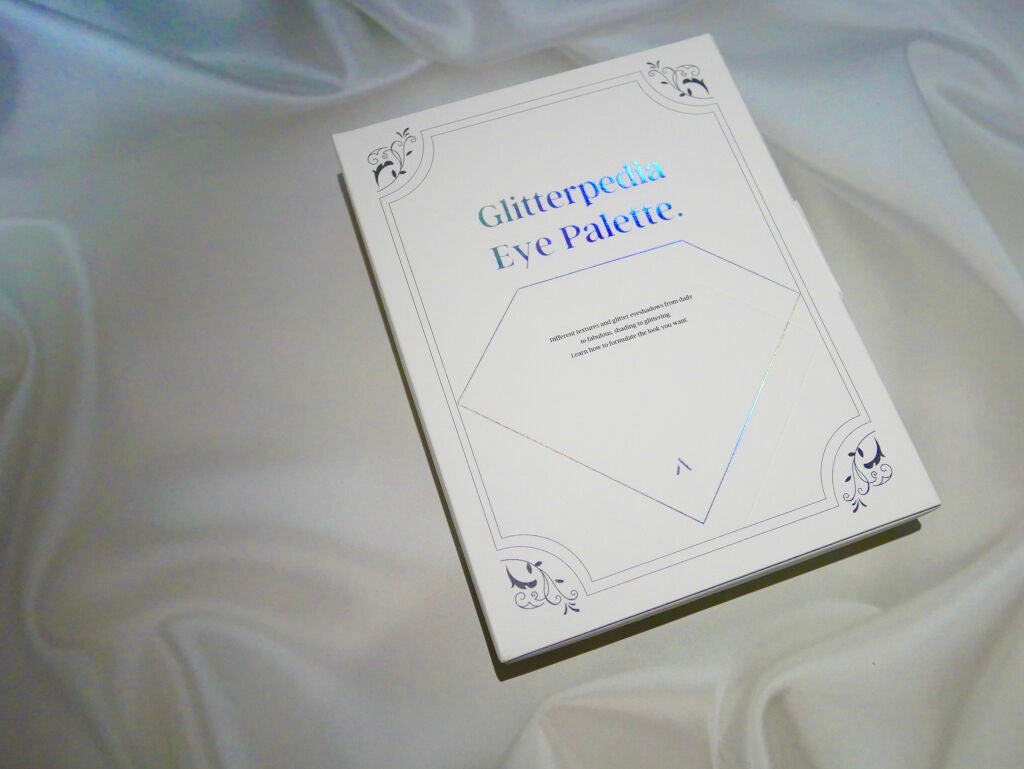 Glitterpedia
Eye Palette.
Different textures and glitter eyeshadows from daily
to fabulous, shading to glittering.
Learn how to formulate the look you want.